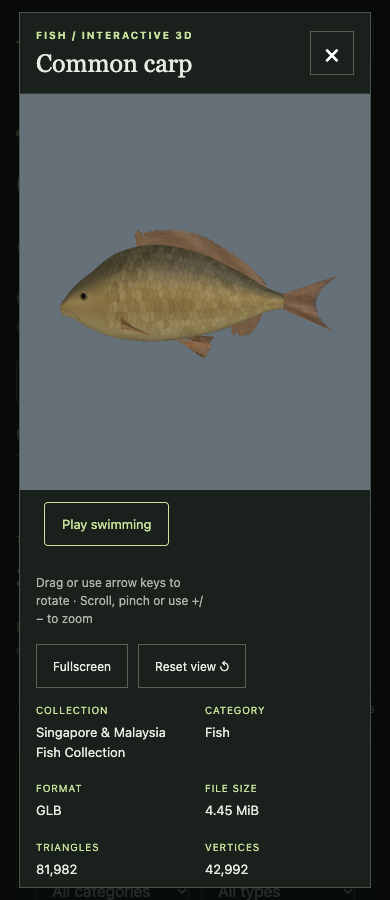 FISH / INTERACTIVE 3D
Common carp
×
Play swimming
Drag or use arrow keys to
rotate · Scroll, pinch or use +/
− to zoom
Fullscreen
Reset view ↺
COLLECTION
CATEGORY
Singapore & Malaysia
Fish Collection
Fish
FORMAT
FILE SIZE
GLB
4.45 MiB
TRIANGLES
VERTICES
81,982
42,992
All categories
All types